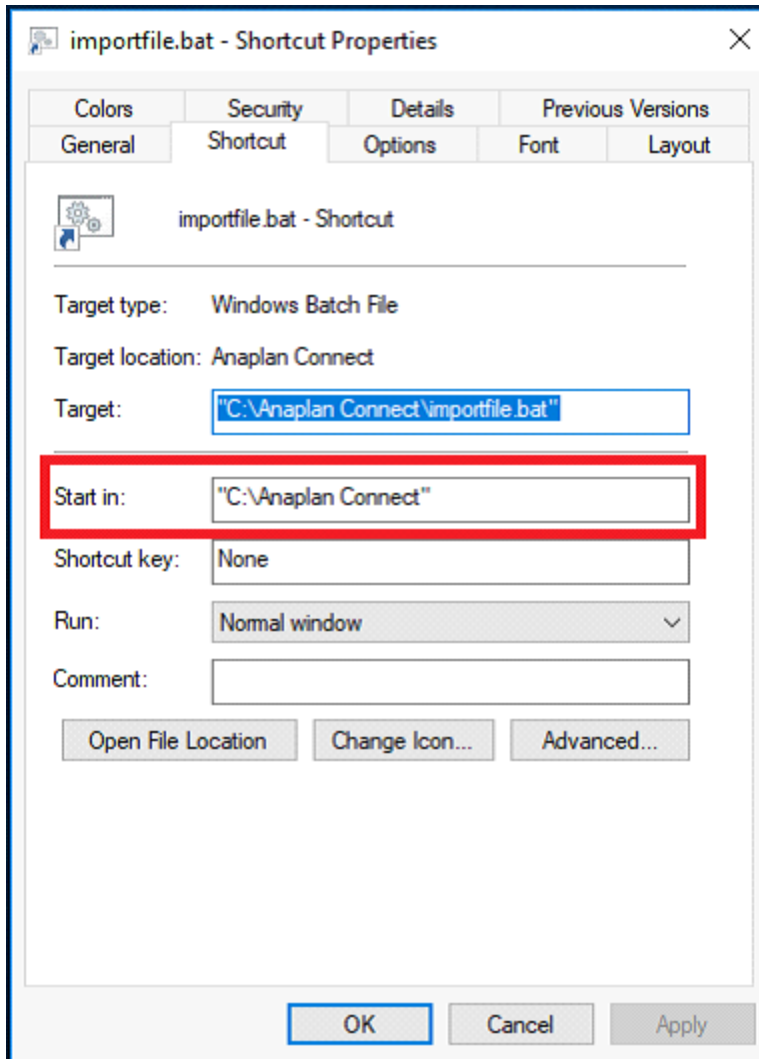 importfile.bat - Shortcut Properties
Colors Security Details Previous Versions
General Shortcut Options Font Layout
importfile.bat - Shortcut
Target type: Windows Batch File
Target location: Anaplan Connect
Target: "C:\Anaplan Connect\importfile.bat"
Start in: "C:\Anaplan Connect"
Shortcut key: None
Run: Normal window
Comment:
Open File Location Change Icon... Advanced...
OK Cancel Apply